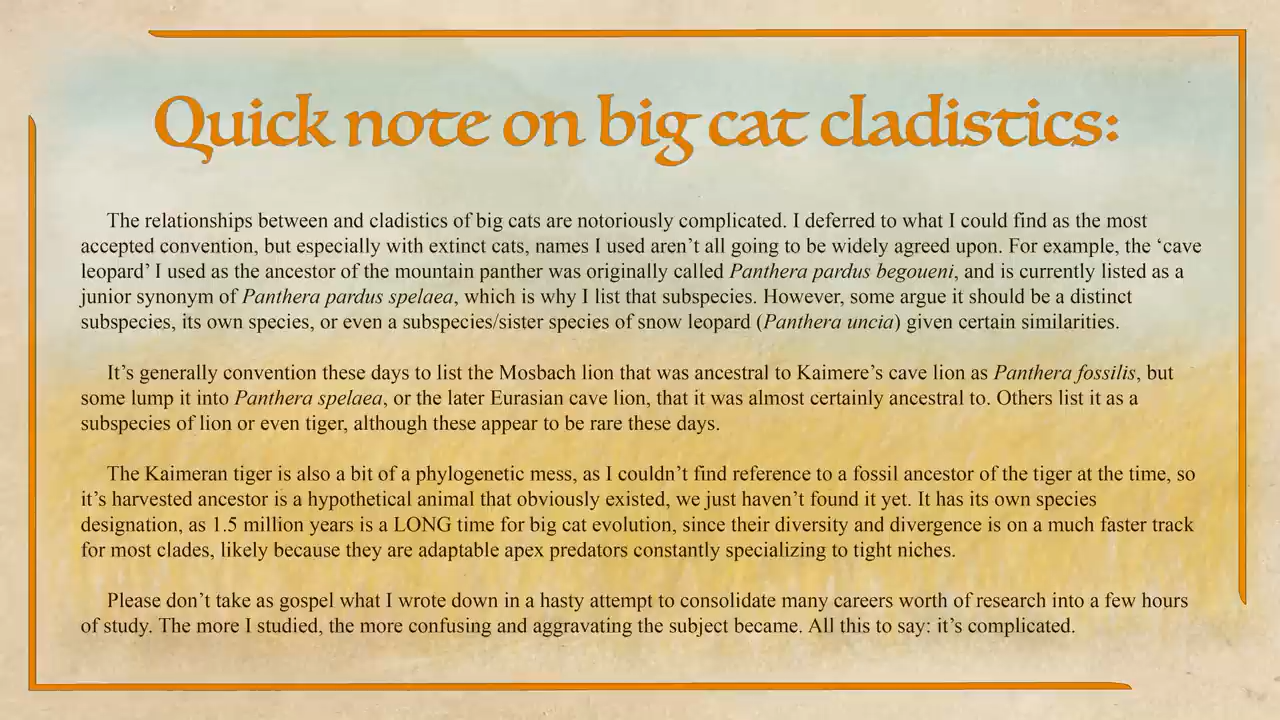 Quick note on big cat cladistics:
The relationships between and cladistics of big cats are notoriously complicated. I deferred to what I could find as the most
accepted convention, but especially with extinct cats, names I used aren’t all going to be widely agreed upon. For example, the ‘cave
leopard’ I used as the ancestor of the mountain panther was originally called Panthera pardus begoueni, and is currently listed as a
junior synonym of Panthera pardus spelaea, which is why I list that subspecies. However, some argue it should be a distinct
subspecies, its own species, or even a subspecies/sister species of snow leopard (Panthera uncia) given certain similarities.
It’s generally convention these days to list the Mosbach lion that was ancestral to Kaimere’s cave lion as Panthera fossilis, but
some lump it into Panthera spelaea, or the later Eurasian cave lion, that it was almost certainly ancestral to. Others list it as a
subspecies of lion or even tiger, although these appear to be rare these days.
The Kaimeran tiger is also a bit of a phylogenetic mess, as I couldn’t find reference to a fossil ancestor of the tiger at the time, so
it’s harvested ancestor is a hypothetical animal that obviously existed, we just haven’t found it yet. It has its own species
designation, as 1.5 million years is a LONG time for big cat evolution, since their diversity and divergence is on a much faster track
for most clades, likely because they are adaptable apex predators constantly specializing to tight niches.
Please don’t take as gospel what I wrote down in a hasty attempt to consolidate many careers worth of research into a few hours
of study. The more I studied, the more confusing and aggravating the subject became. All this to say: it’s complicated.